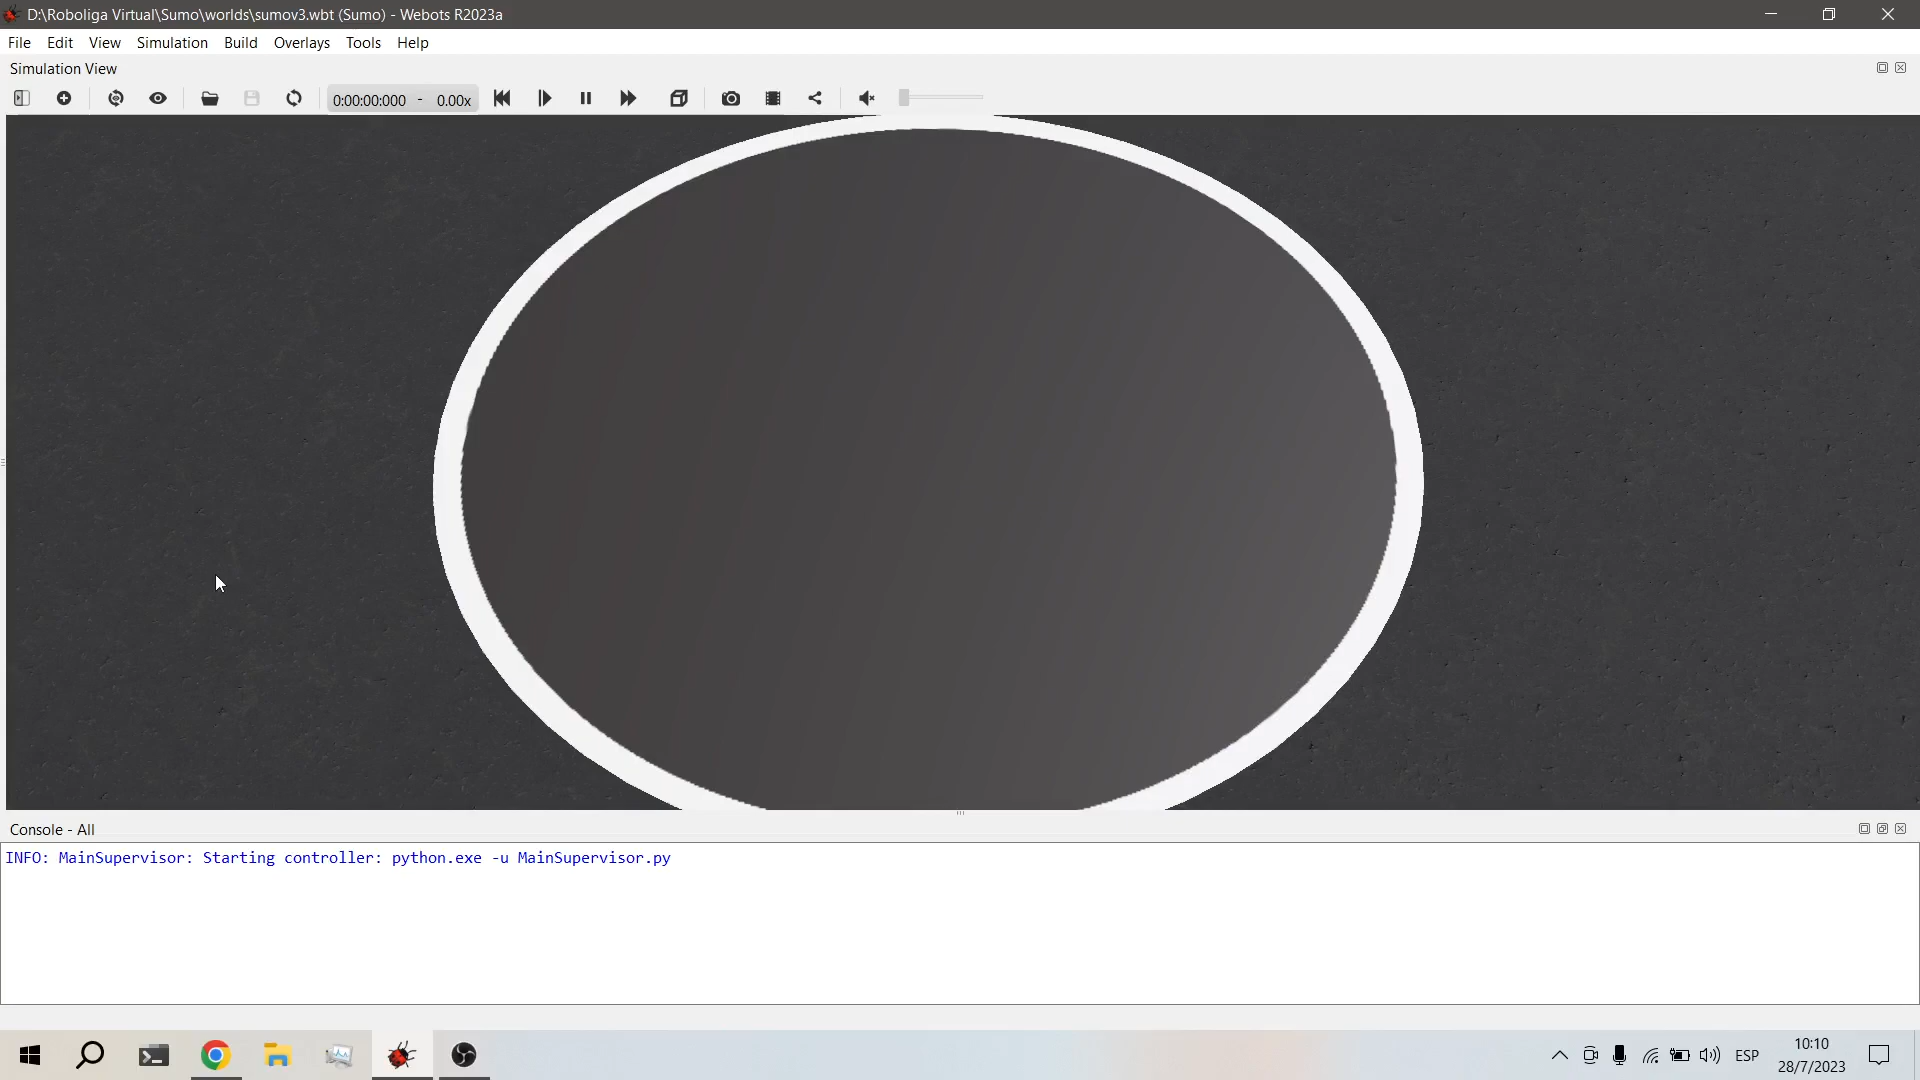 D:\Roboliga Virtual\Sumo\worlds\sumov3.wbt (Sumo) - Webots R2023a
File Edit View Simulation Build Overlays Tools Help
Simulation View
0:00:00:000 - 0.00x
Console - All
INFO: MainSupervisor: Starting controller: python.exe -u MainSupervisor.py
ESP
10:10
28/7/2023